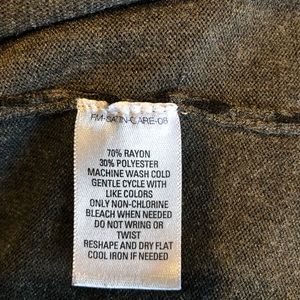 FM-SATIN-CARE-08
70% RAYON
30% POLYESTER
MACHINE WASH COLD
GENTLE CYCLE WITH
LIKE COLORS
ONLY NON-CHLORINE
BLEACH WHEN NEEDED
DO NOT WRING OR
TWIST
RESHAPE AND DRY FLAT
COOL IRON IF NEEDED